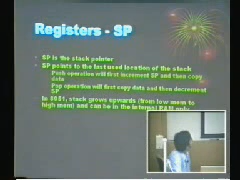 Registers - SP
SP is the stack pointer
SP points to the last used location of the stack
Push operation will first increment SP and then copy
data
Pop operation will first copy data and then decrement
SP
In 8051, stack grows upwards (from low mem to
high mem) and can be in the internal RAM only